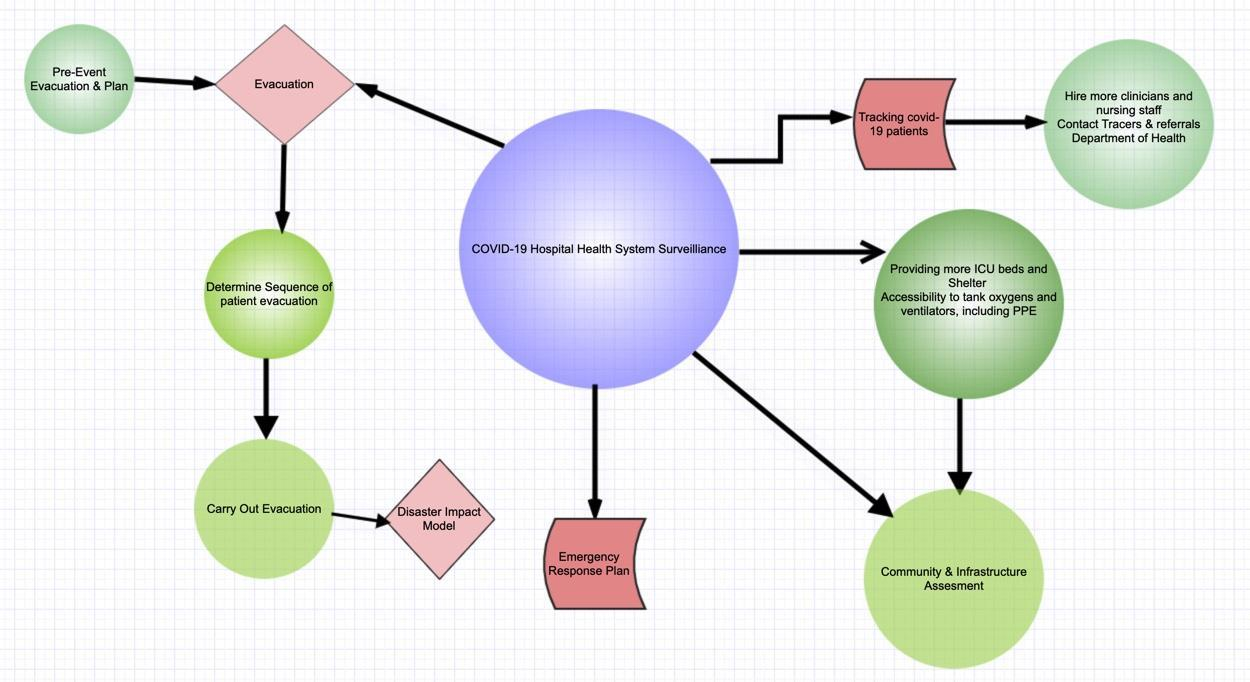 Pre-Event
Evacuation & Plan
Evacuation
Tracking covid-
19 patients
Hire more clinicians and
nursing staff
Contact Tracers & referrals
Department of Health
COVID-19 Hospital Health System Surveilliance
Providing more ICU beds and
Shelter
Accessibility to tank oxygens and
ventilators, including PPE
Determine Sequence of
patient evacuation
Carry Out Evacuation
Disaster Impact
Model
Emergency
Response Plan
Community & Infrastructure
Assesment